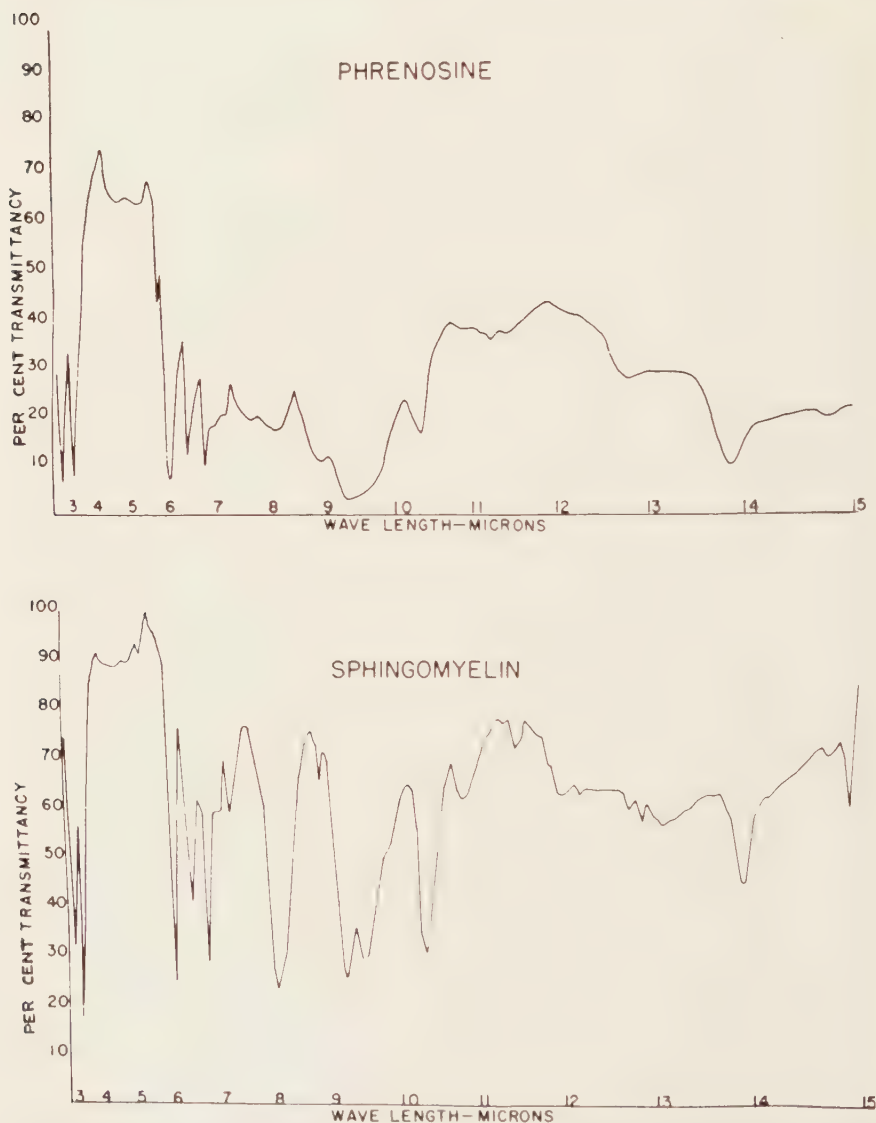 100
PHRENOSINE
90
80
70
60
50
40
30
20
10
PER CENT TRANSMITTANCY
3 4 5 6 7 8 9 10 11 12 13 14 15
WAVE LENGTH—MICRONS
100
90
SPHINGOMYELIN
80
70
60
50
40
30
20
10
PER CENT TRANSMITTANCY
3 4 5 6 7 8 9 10 11 12 13 14 15
WAVE LENGTH—MICRONS